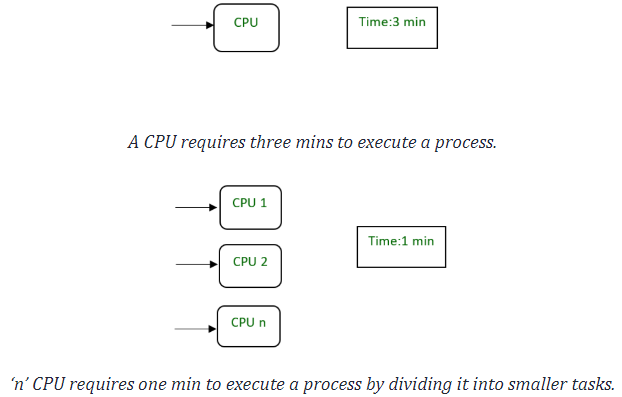 CPU
Time:3 min
A CPU requires three mins to execute a process.
CPU 1
CPU 2
Time:1 min
CPU n
‘n’ CPU requires one min to execute a process by dividing it into smaller tasks.